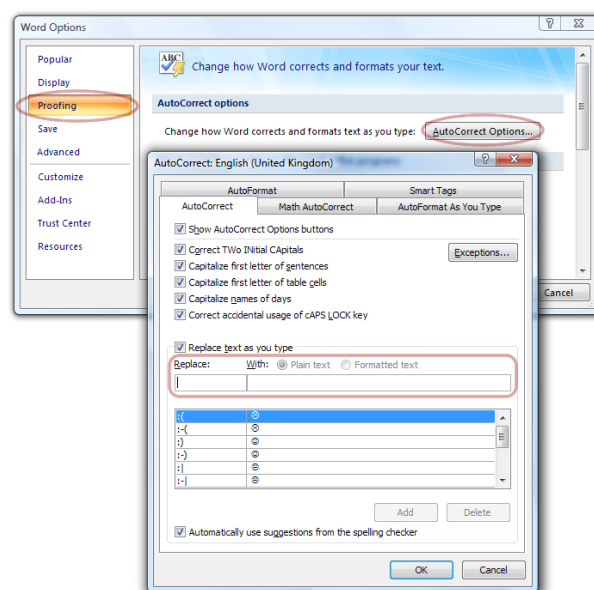 Word Options
Popular
Display
Proofing
Save
Advanced
Customize
Add-Ins
Trust Center
Resources
ABC
Change how Word corrects and formats your text.
AutoCorrect options
Change how Word corrects and formats text as you type: AutoCorrect Options...
Cancel
AutoCorrect: English (United Kingdom)
AutoFormat Smart Tags
AutoCorrect Math AutoCorrect AutoFormat As You Type
Show AutoCorrect Options buttons
Correct TWo INitial CApitals
Exceptions...
Capitalize first letter of sentences
Capitalize first letter of table cells
Capitalize names of days
Correct accidental usage of cAPS LOCK key
Replace text as you type
Replace: With: Plain text Formatted text
:( ☹
:-( ☹
:) ☺
:-) ☺
:| 😐
:-| 😐
Add Delete
Automatically use suggestions from the spelling checker
OK Cancel